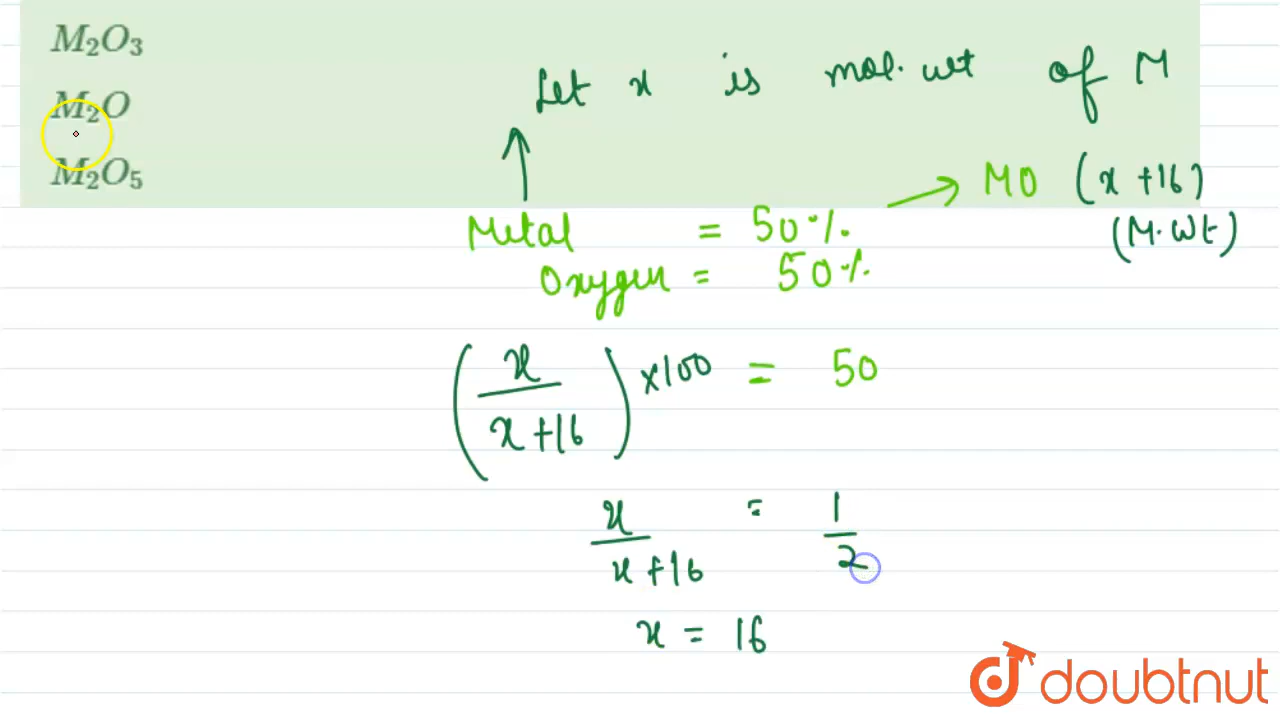 M₂O₃
M₂O
M₂O₅
Let x is mol. wt of M
Metal = 50% → MO (x+16)
(M.wt)
Oxygen = 50%
(x/x+16) ×100 = 50
x/x+16 = 1/2
x = 16
doubtnut